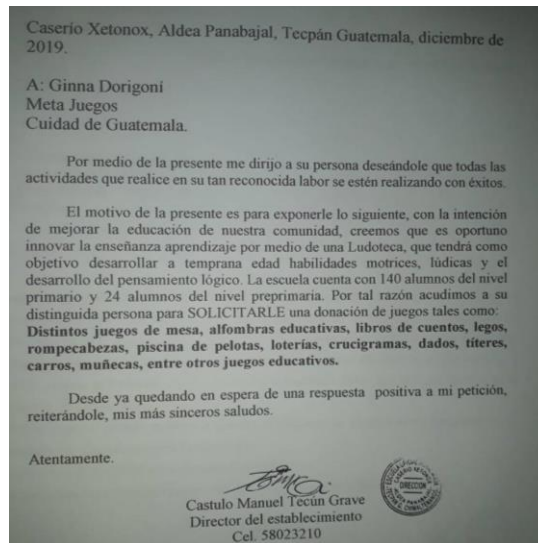 Caserío Xetonox, Aldea Panabajal, Tecpán Guatemala, diciembre de
2019.
A: Ginna Dorigoni
Meta Juegos
Cuidad de Guatemala.
Por medio de la presente me dirijo a su persona deseándole que todas las
actividades que realice en su tan reconocida labor se estén realizando con éxitos.
El motivo de la presente es para exponerle lo siguiente, con la intención
de mejorar la educación de nuestra comunidad, creemos que es oportuno
innovar la enseñanza aprendizaje por medio de una Ludoteca, que tendrá como
objetivo desarrollar a temprana edad habilidades motrices, lúdicas y el
desarrollo del pensamiento lógico. La escuela cuenta con 140 alumnos del nivel
primario y 24 alumnos del nivel preprimaria. Por tal razón acudimos a su
distinguida persona para SOLICITARLE una donación de juegos tales como:
Distintos juegos de mesa, alfombras educativas, libros de cuentos, legos,
rompecabezas, piscina de pelotas, loterías, crucigramas, dados, títeres,
carros, muñecas, entre otros juegos educativos.
Desde ya quedando en espera de una respuesta positiva a mi petición,
reiterándole, mis más sinceros saludos.
Atentamente.
Castulo Manuel Tecún Grave
Director del establecimiento
Cel. 58023210
DIRECCION